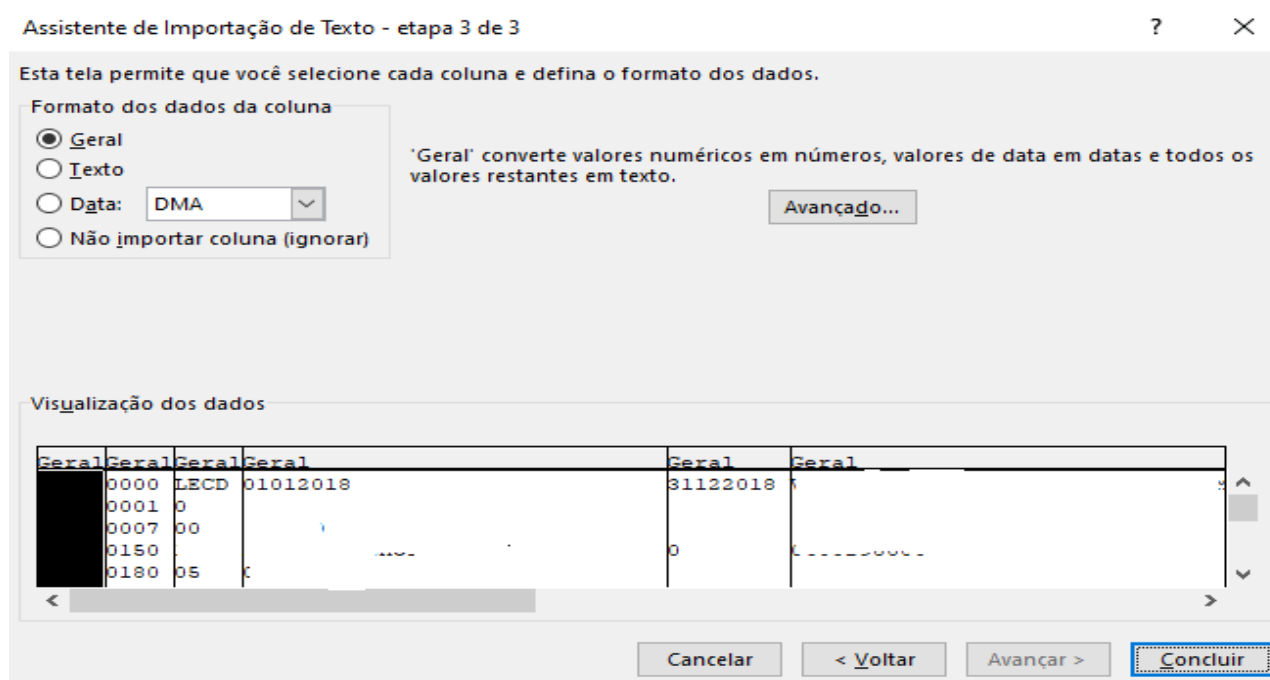 Assistente de Importação de Texto - etapa 3 de 3 ?
Esta tela permite que você selecione cada coluna e defina o formato dos dados.
Formato dos dados da coluna
Geral
Texto
Data: DMA
Não importar coluna (ignorar)
'Geral' converte valores numéricos em números, valores de data em datas e todos os
valores restantes em texto.
Avançado...
Visualização dos dados
Geral Geral Geral Geral Geral Geral
0000 LECD 01012018 31122018
0001 0
0007 00
0150 0
0180 05
Cancelar < Voltar Avançar > Concluir